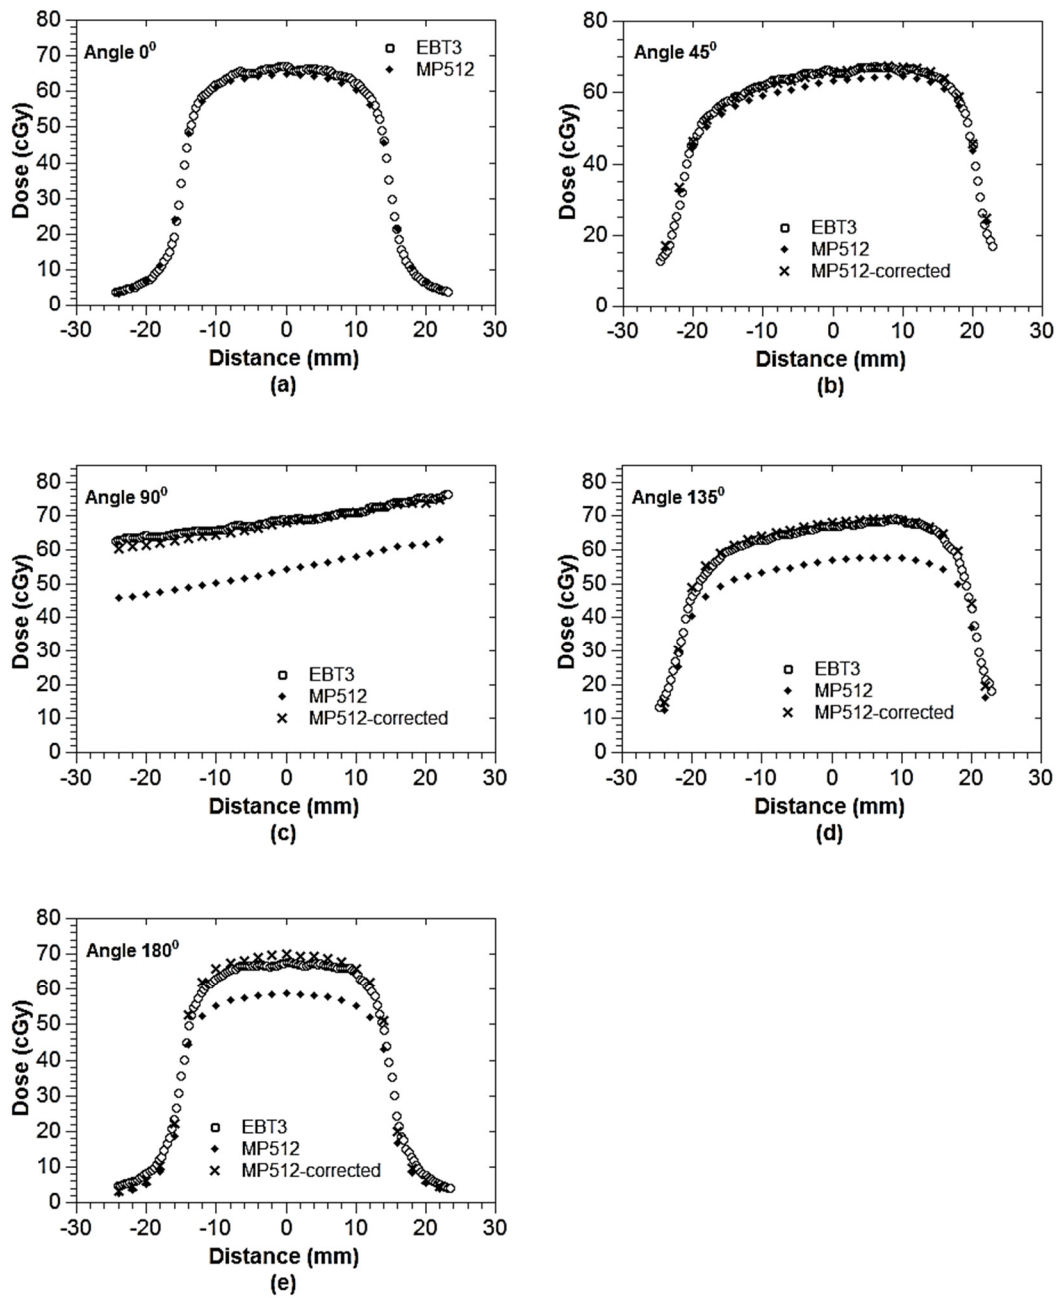 80
70
60
50
40
30
20
10
0
Dose (cGy)
Angle 0⁰
EBT3
MP512
-30 -20 -10 0 10 20 30
Distance (mm)
(a)
80
60
40
20
0
Dose (cGy)
Angle 45⁰
EBT3
MP512
MP512-corrected
-30 -20 -10 0 10 20 30
Distance (mm)
(b)
80
70
60
50
40
30
20
10
0
Dose (cGy)
Angle 90⁰
EBT3
MP512
MP512-corrected
-30 -20 -10 0 10 20 30
Distance (mm)
(c)
80
70
60
50
40
30
20
10
0
Dose (cGy)
Angle 135⁰
EBT3
MP512
MP512-corrected
-30 -20 -10 0 10 20 30
Distance (mm)
(d)
80
70
60
50
40
30
20
10
0
Dose (cGy)
Angle 180⁰
EBT3
MP512
MP512-corrected
-30 -20 -10 0 10 20 30
Distance (mm)
(e)